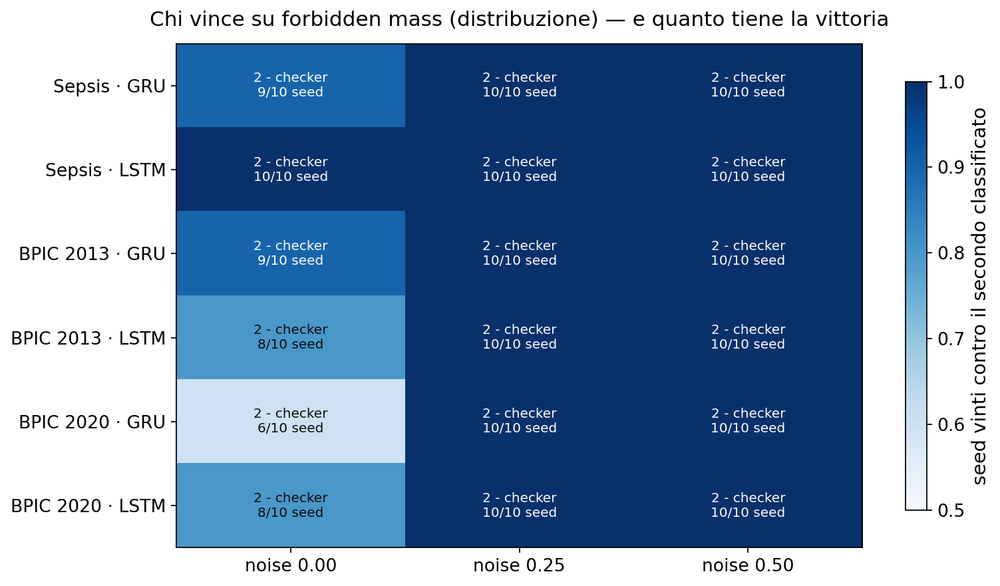 Chi vince su forbidden mass (distribuzione) — e quanto tiene la vittoria
Sepsis · GRU
2 - checker
9/10 seed
2 - checker
10/10 seed
2 - checker
10/10 seed
Sepsis · LSTM
2 - checker
10/10 seed
2 - checker
10/10 seed
2 - checker
10/10 seed
BPIC 2013 · GRU
2 - checker
9/10 seed
2 - checker
10/10 seed
2 - checker
10/10 seed
BPIC 2013 · LSTM
2 - checker
8/10 seed
2 - checker
10/10 seed
2 - checker
10/10 seed
BPIC 2020 · GRU
2 - checker
6/10 seed
2 - checker
10/10 seed
2 - checker
10/10 seed
BPIC 2020 · LSTM
2 - checker
8/10 seed
2 - checker
10/10 seed
2 - checker
10/10 seed
noise 0.00
noise 0.25
noise 0.50
1.0
0.9
0.8
0.7
0.6
0.5
seed vinti contro il secondo classificato